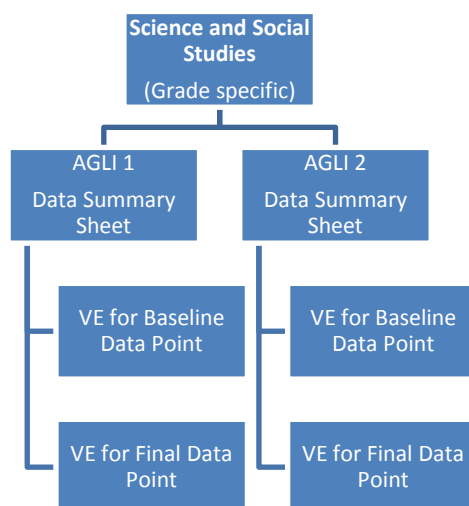 Science and Social
Studies
(Grade specific)
AGLI 1
Data Summary
Sheet
AGLI 2
Data Summary
Sheet
VE for Baseline
Data Point
VE for Baseline
Data Point
VE for Final Data
Point
VE for Final Data
Point